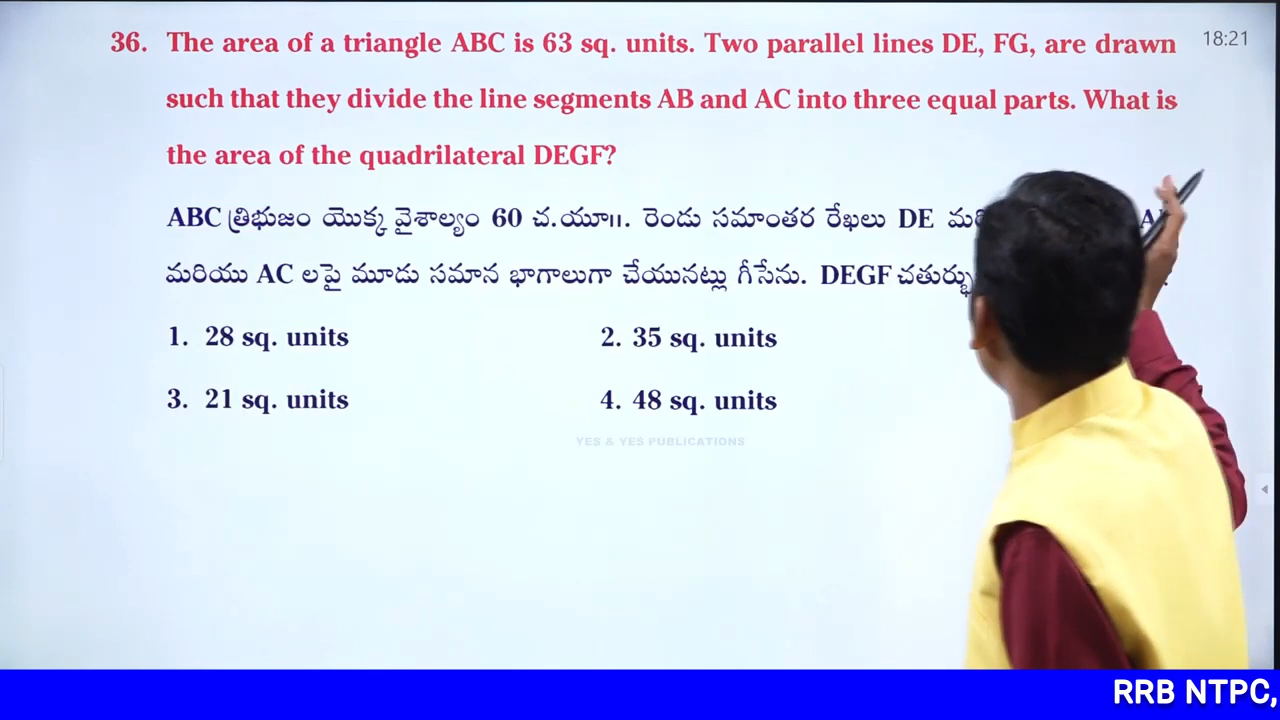 36. The area of a triangle ABC is 63 sq. units. Two parallel lines DE, FG, are drawn
18:21
such that they divide the line segments AB and AC into three equal parts. What is
the area of the quadrilateral DEGF?
ABC త్రిభుజం యొక్క వైశాల్యం 60 చ.యూ॥. రెండు సమాంతర రేఖలు DE
మరియు AC లపై మూడు సమాన భాగాలుగా చేయునట్లు గీసేను. DEGF
1. 28 sq. units 2. 35 sq. units
3. 21 sq. units 4. 48 sq. units
YES & YES PUBLICATIONS
RRB NTPC,